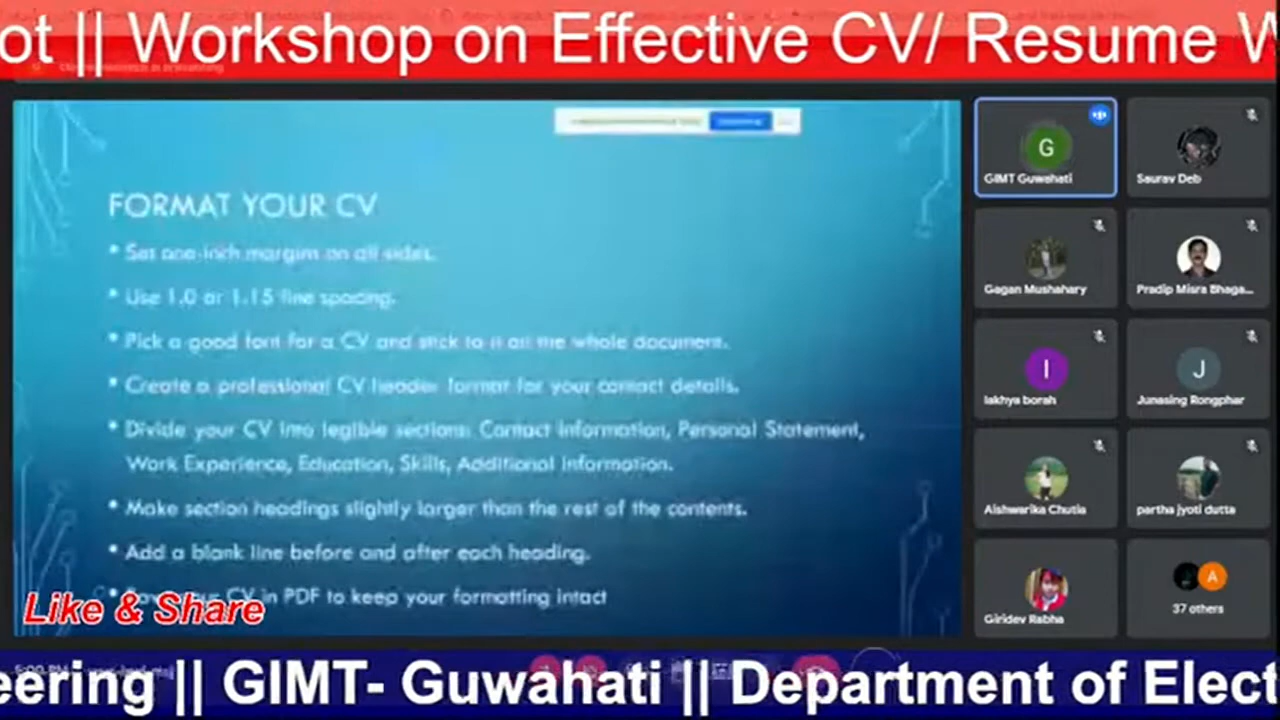 ot || Workshop on Effective CV/ Resume W
FORMAT YOUR CV
• Set one-inch margim on all sides.
• Use 1.0 or 1.15 line spacing.
• Pick a good font for a CV and stick to it on the whole document.
• Create a professional CV header format for your contact details.
• Divide your CV into legible sections: Contact Information, Personal Statement,
Work Experience, Education, Skills, Additional Information.
• Make section headings slightly larger than the rest of the contents.
• Add a blank line before and after each heading.
CV in PDF to keep your formatting intact
Like & Share
G
GIMT Guwahati
Saurav Deb
Gagan Mushahary
Pradip Misra Bhaga...
l
lakhya borah
J
Junasing Rongphar
Aishwarika Chutia
partha jyoti dutta
Giridev Rabha
A
37 others
5:00 PM
eering || GIMT- Guwahati || Department of Elect